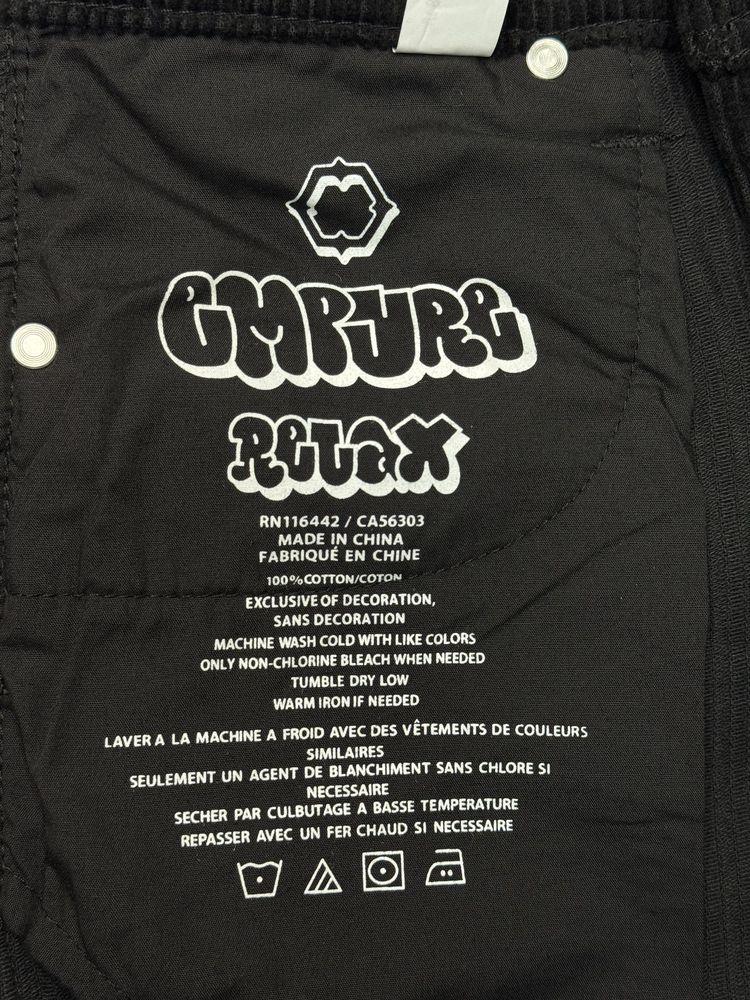 EMPYRE
RELAX
RN116442 / CA56303
MADE IN CHINA
FABRIQUÉ EN CHINE
100%COTTON/COTON
EXCLUSIVE OF DECORATION,
SANS DECORATION
MACHINE WASH COLD WITH LIKE COLORS
ONLY NON-CHLORINE BLEACH WHEN NEEDED
TUMBLE DRY LOW
WARM IRON IF NEEDED
LAVER A LA MACHINE A FROID AVEC DES VÊTEMENTS DE COULEURS
SIMILAIRES
SEULEMENT UN AGENT DE BLANCHIMENT SANS CHLORE SI
NECESSAIRE
SECHER PAR CULBUTAGE A BASSE TEMPERATURE
REPASSER AVEC UN FER CHAUD SI NECESSAIRE